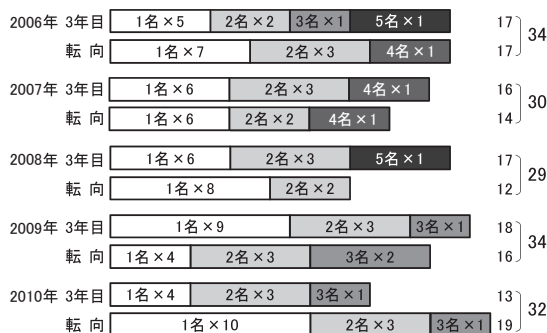 2006年 3年目 1名×5 2名×2 3名×1 5名×1 17
転 向 1名×7 2名×3 4名×1 17
34
2007年 3年目 1名×6 2名×3 4名×1 16
転 向 1名×6 2名×2 4名×1 14
30
2008年 3年目 1名×6 2名×3 5名×1 17
転 向 1名×8 2名×2 12
29
2009年 3年目 1名×9 2名×3 3名×1 18
転 向 1名×4 2名×3 3名×2 16
34
2010年 3年目 1名×4 2名×3 3名×1 13
転 向 1名×10 2名×3 3名×1 19
32